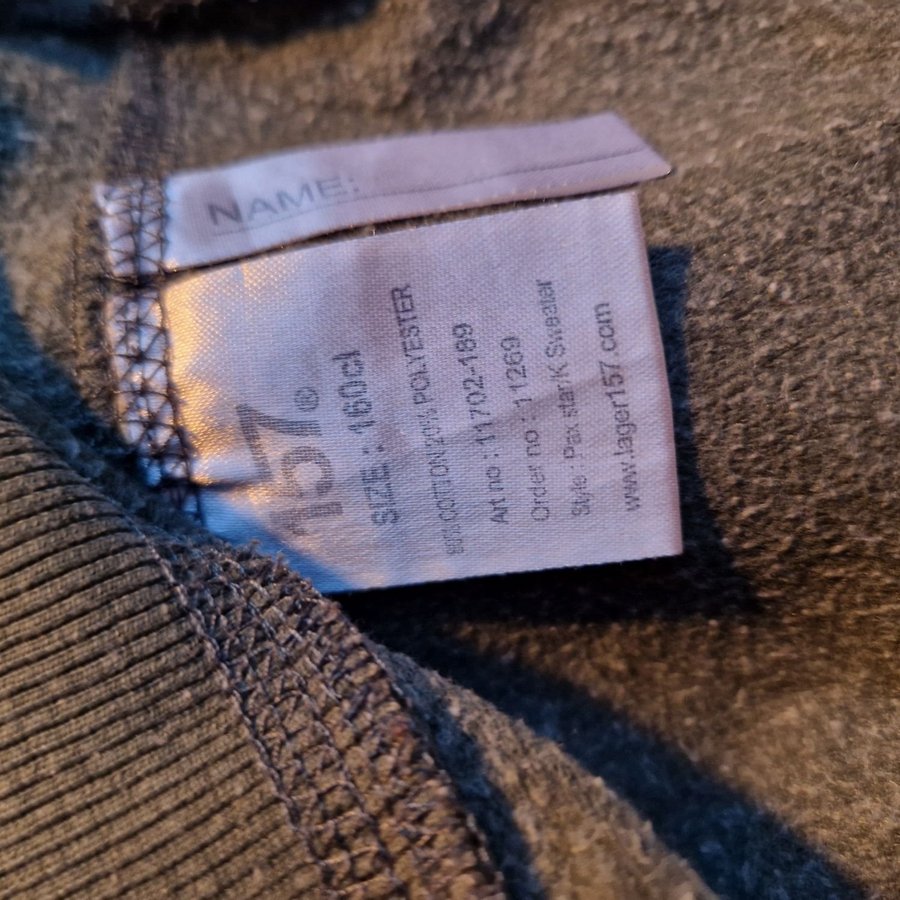 NAME:
157®
SIZE : 160cl
80% COTTON 20% POLYESTER
Art no : 11702-189
Order no : 11269
Style : Pax star/K Sweater
www.lager157.com